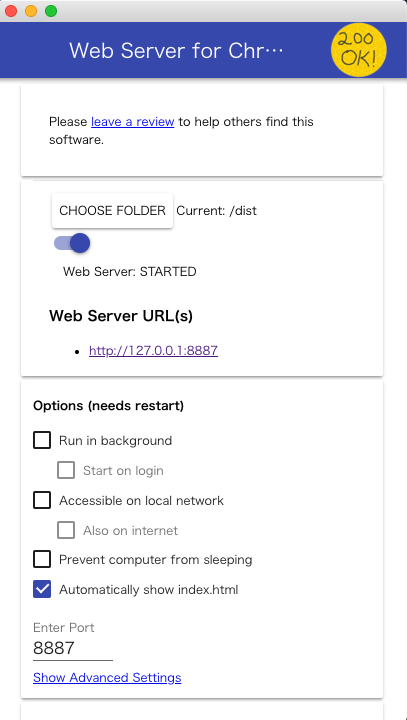 Web Server for Chr…
200 OK!
Please leave a review to help others find this
software.
CHOOSE FOLDER Current: /dist
Web Server: STARTED
Web Server URL(s)
• http://127.0.0.1:8887
Options (needs restart)
Run in background
Start on login
Accessible on local network
Also on internet
Prevent computer from sleeping
Automatically show index.html
Enter Port
8887
Show Advanced Settings